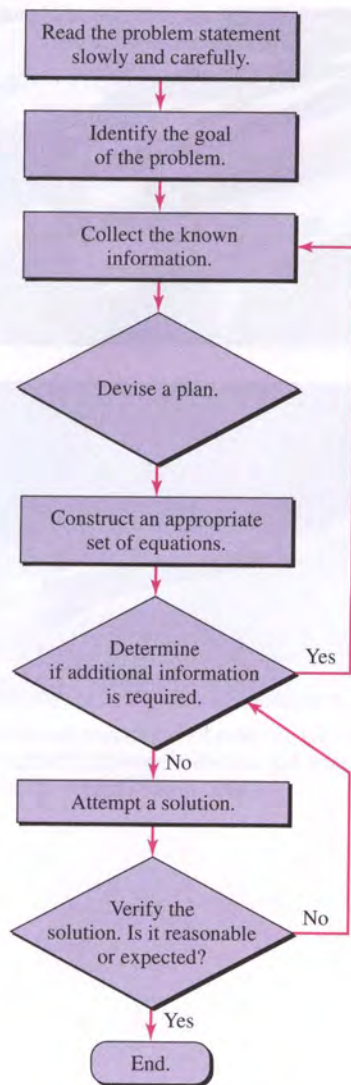 Read the problem statement
slowly and carefully.
Identify the goal
of the problem.
Collect the known
information.
Devise a plan.
Construct an appropriate
set of equations.
Determine
if additional information
is required.
Yes
No
Attempt a solution.
Verify the
solution. Is it reasonable
or expected?
No
Yes
End.